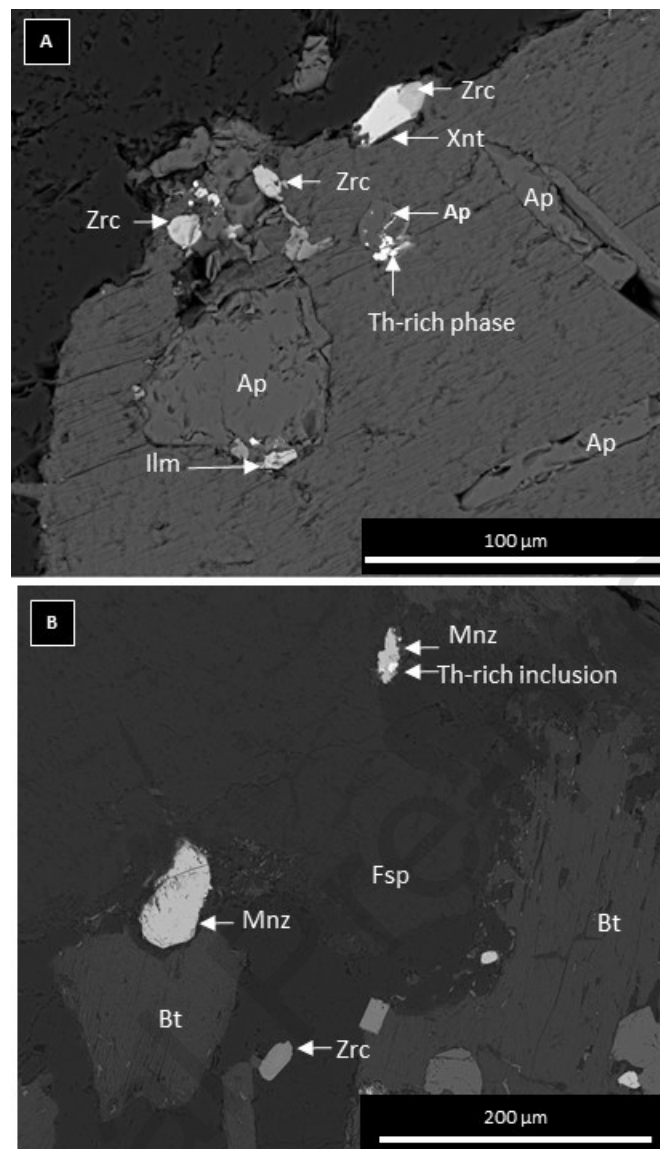 A
Zrc
Xnt
Zrc
Zrc
Ap
Ap
Th-rich phase
Ap
Ap
Ilm
100 µm
B
Mnz
Th-rich inclusion
Fsp
Mnz
Bt
Bt
Zrc
200 µm